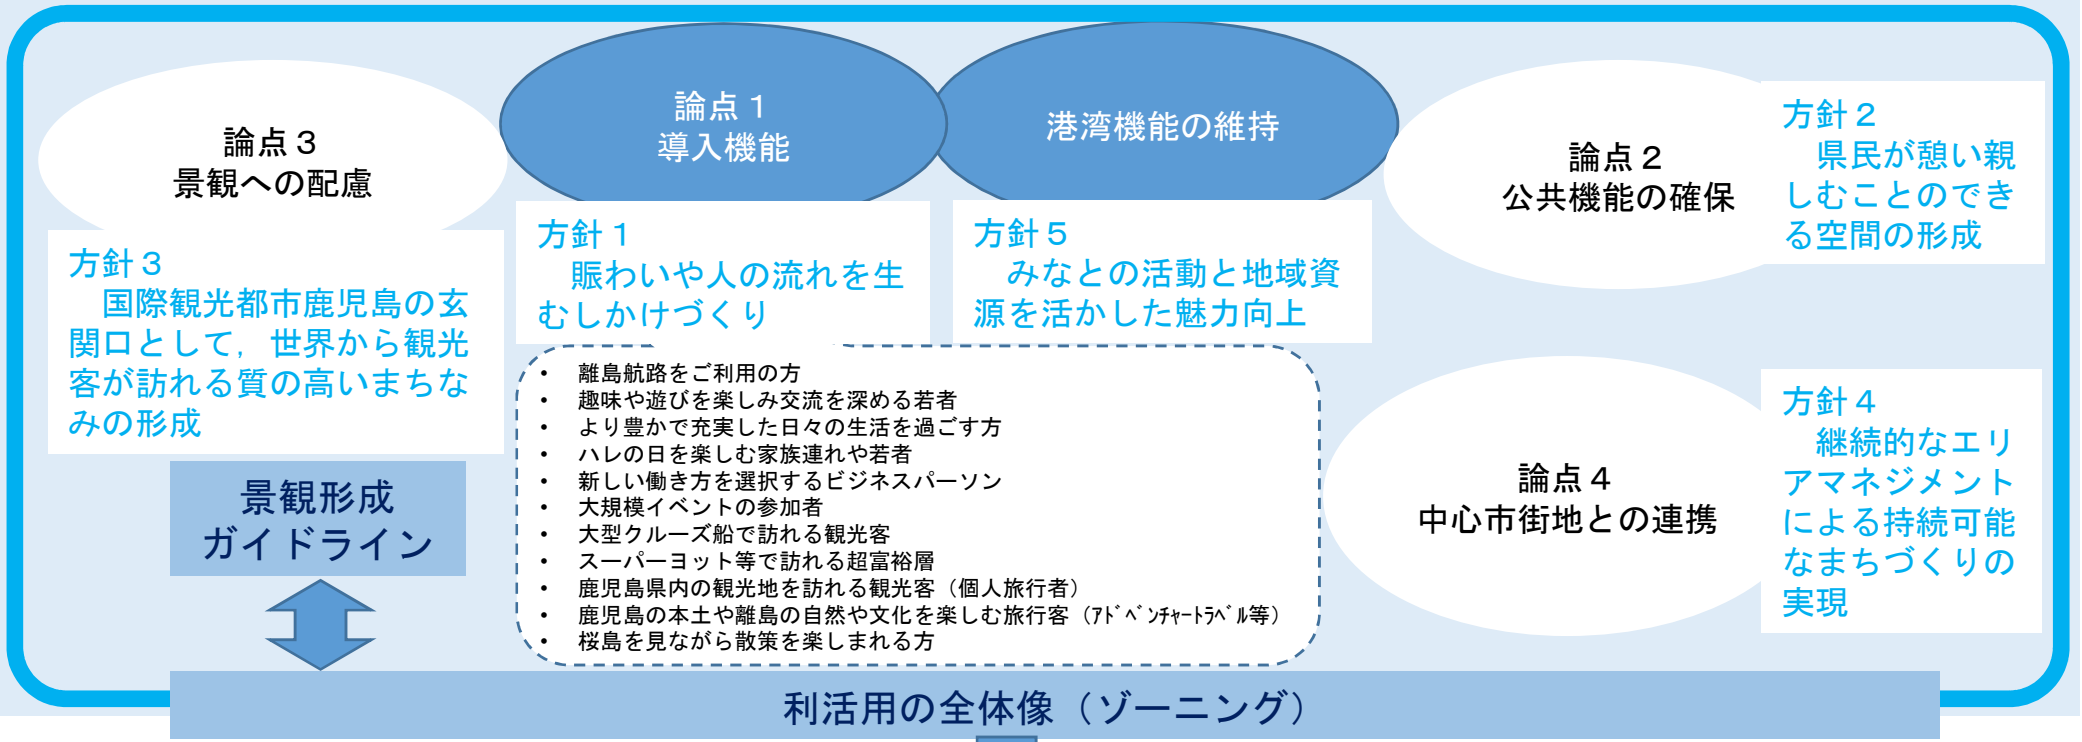 論点３
景観への配慮
方針３
　国際観光都市鹿児島の玄
関口として，世界から観光
客が訪れる質の高いまちな
みの形成
景観形成
ガイドライン
論点１
導入機能
方針１
　賑わいや人の流れを生
むしかけづくり
港湾機能の維持
方針５
　みなとの活動と地域資
源を活かした魅力向上
• 離島航路をご利用の方
• 趣味や遊びを楽しみ交流を深める若者
• より豊かで充実した日々の生活を過ごす方
• ハレの日を楽しむ家族連れや若者
• 新しい働き方を選択するビジネスパーソン
• 大規模イベントの参加者
• 大型クルーズ船で訪れる観光客
• スーパーヨット等で訪れる超富裕層
• 鹿児島県内の観光地を訪れる観光客（個人旅行者）
• 鹿児島の本土や離島の自然や文化を楽しむ旅行客（ｱﾄﾞﾍﾞﾝﾁｬｰﾄﾗﾍﾞﾙ等）
• 桜島を見ながら散策を楽しまれる方
論点２
公共機能の確保
方針２
　県民が憩い親
しむことのでき
る空間の形成
論点４
中心市街地との連携
方針４
　継続的なエリ
アマネジメント
による持続可能
なまちづくりの
実現
利活用の全体像（ゾーニング）